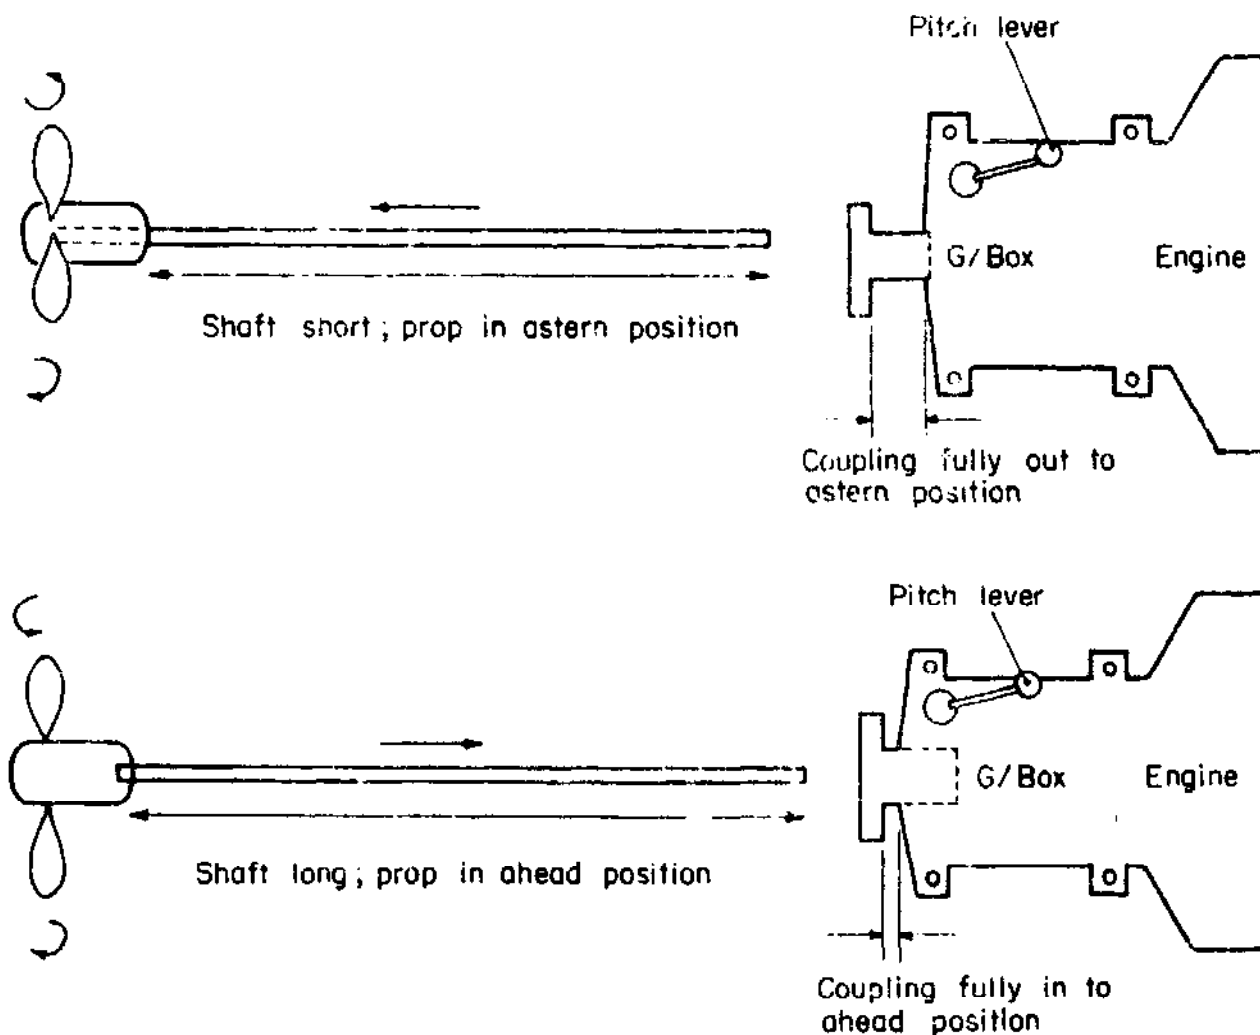 Pitch lever
G/Box
Engine
Shaft short; prop in astern position
Coupling fully out to
astern position
Pitch lever
G/Box
Engine
Shaft long; prop in ahead position
Coupling fully in to
ahead position